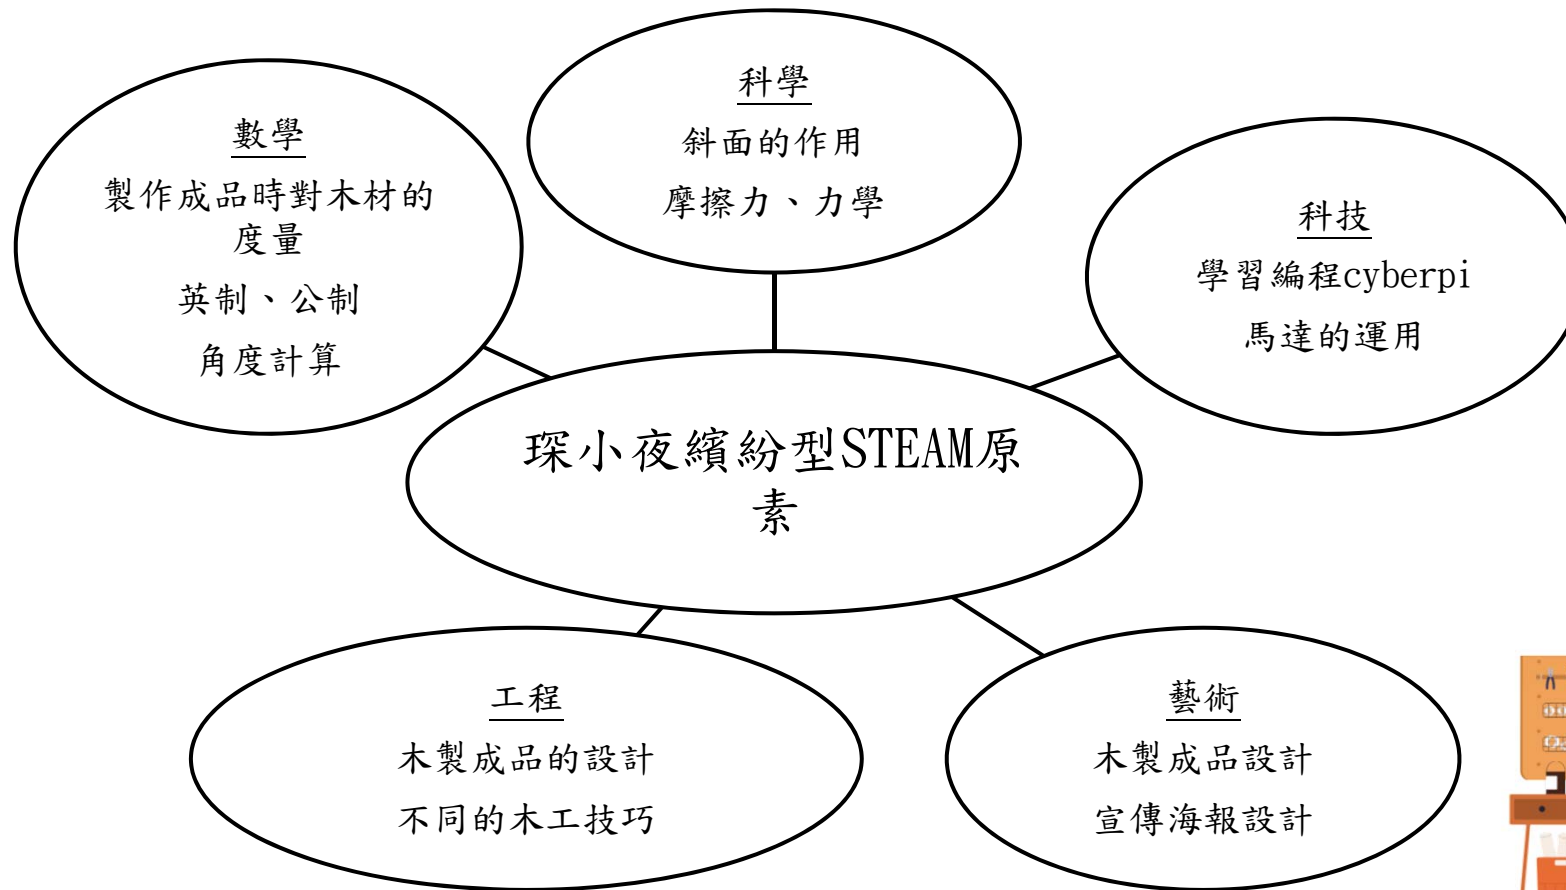 數學
製作成品時對木材的
度量
英制、公制
角度計算
科學
斜面的作用
摩擦力、力學
科技
學習編程cyberpi
馬達的運用
琛小夜繽紛型STEAM原
素
工程
木製成品的設計
不同的木工技巧
藝術
木製成品設計
宣傳海報設計